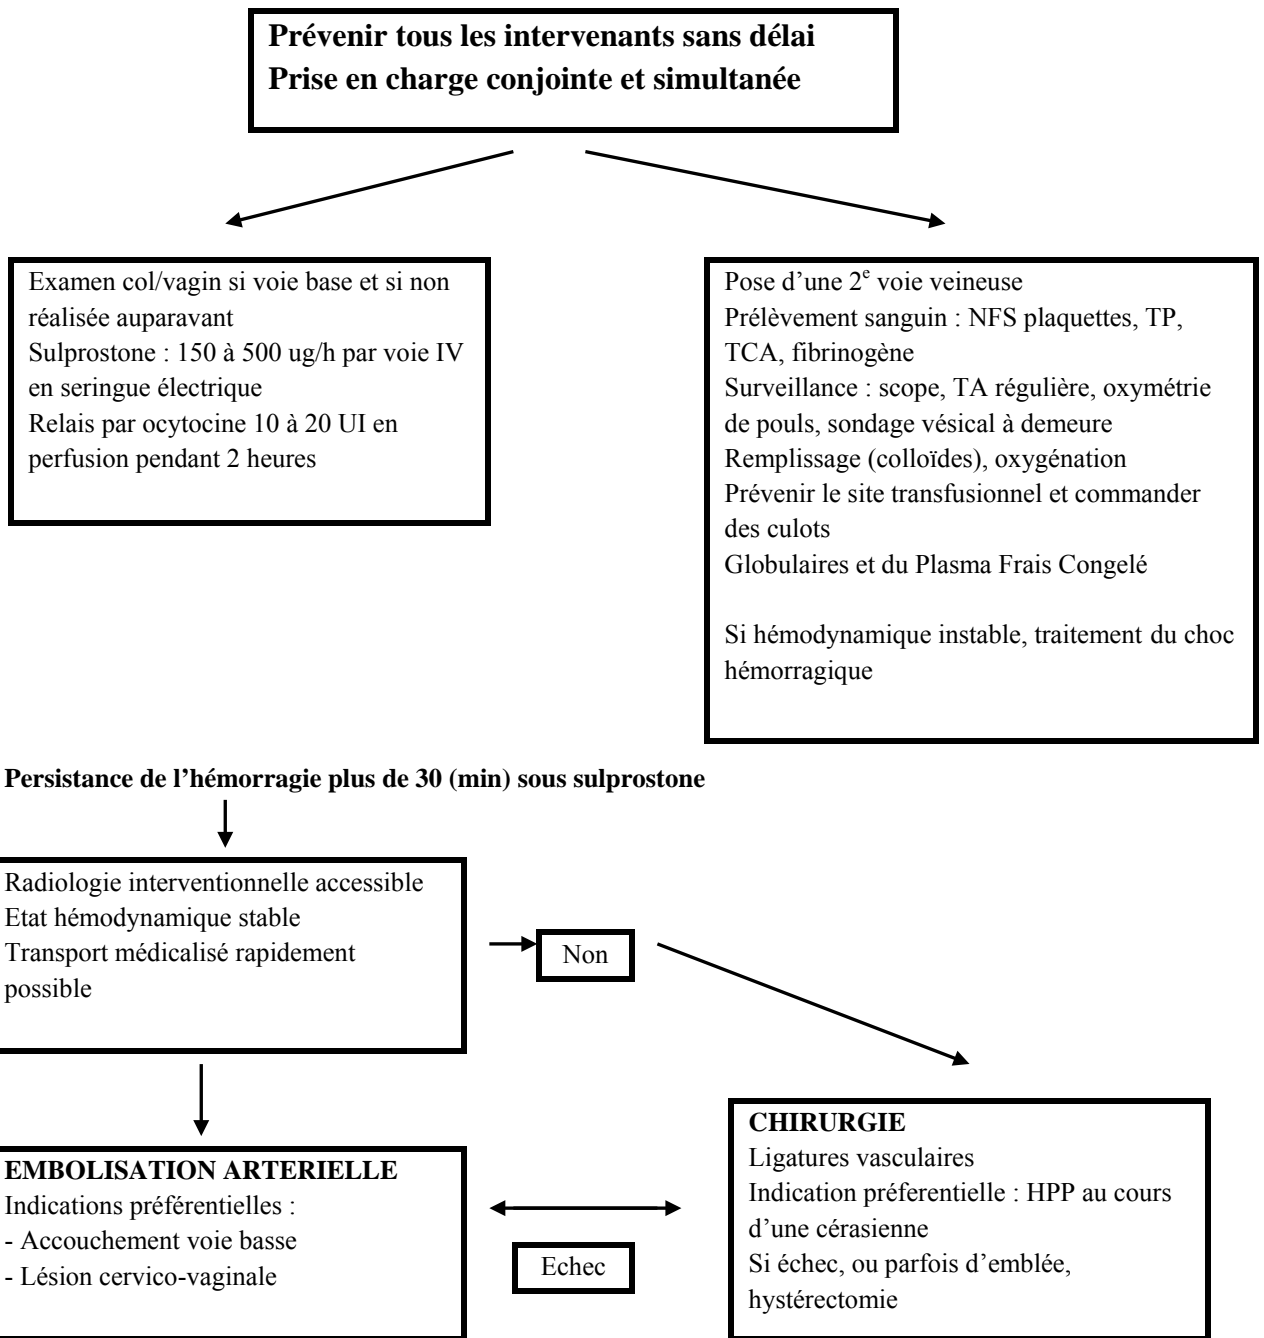 Prévenir tous les intervenants sans délai
Prise en charge conjointe et simultanée
Examen col/vagin si voie base et si non
réalisée auparavant
Sulprostone : 150 à 500 ug/h par voie IV
en seringue électrique
Relais par ocytocine 10 à 20 UI en
perfusion pendant 2 heures
Pose d’une 2e voie veineuse
Prélèvement sanguin : NFS plaquettes, TP,
TCA, fibrinogène
Surveillance : scope, TA régulière, oxymétrie
de pouls, sondage vésical à demeure
Remplissage (colloïdes), oxygénation
Prévenir le site transfusionnel et commander
des culots
Globulaires et du Plasma Frais Congelé
Si hémodynamique instable, traitement du choc
hémorragique
Persistance de l’hémorragie plus de 30 (min) sous sulprostone
Radiologie interventionnelle accessible
Etat hémodynamique stable
Transport médicalisé rapidement
possible
Non
EMBOLISATION ARTERIELLE
Indications préférentielles :
- Accouchement voie basse
- Lésion cervico-vaginale
Echec
CHIRURGIE
Ligatures vasculaires
Indication préferentielle : HPP au cours
d’une cérasienne
Si échec, ou parfois d’emblée,
hystérectomie